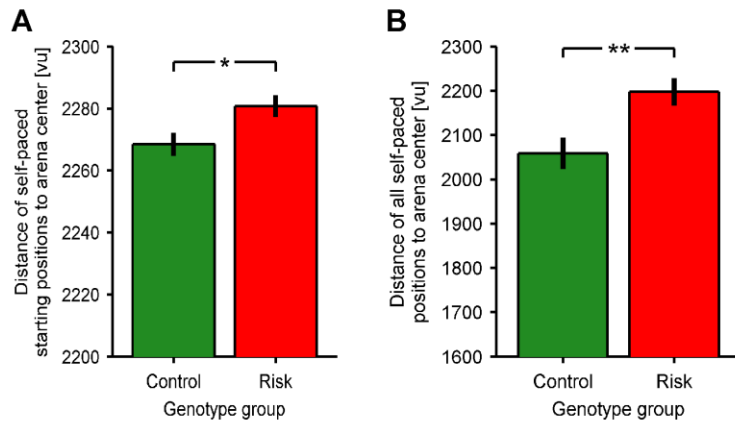 A
Distance of self-paced
starting positions to arena center [vu]
2300
2280
2260
2240
2220
2200
*
Control Risk
Genotype group
B
Distance of all self-paced
positions to arena center [vu]
2300
2200
2100
2000
1900
1800
1700
1600
**
Control Risk
Genotype group